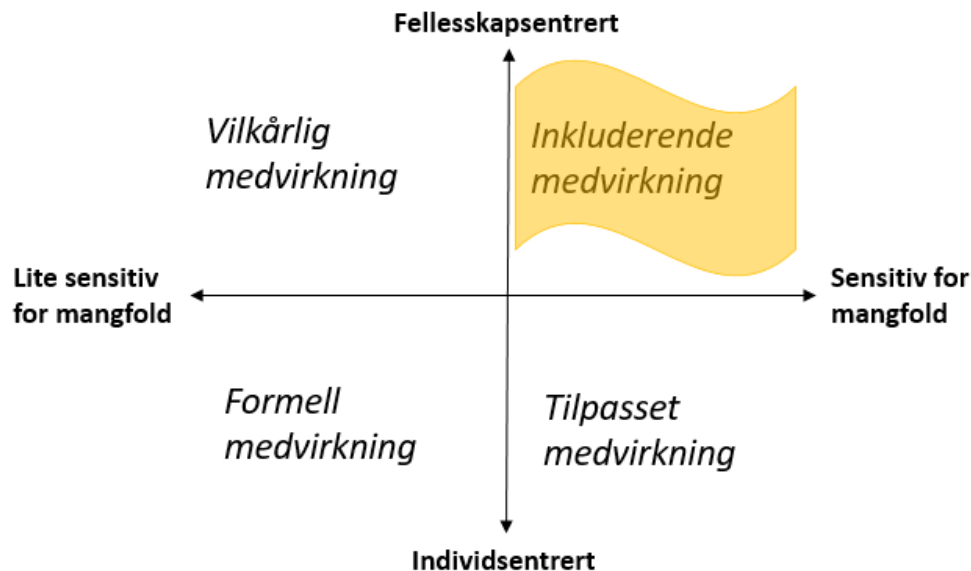 Fellesskapsentrert
Vilkårlig
medvirkning
Inkluderende
medvirkning
Lite sensitiv
for mangfold
Sensitiv for
mangfold
Formell
medvirkning
Tilpasset
medvirkning
Individsentrert